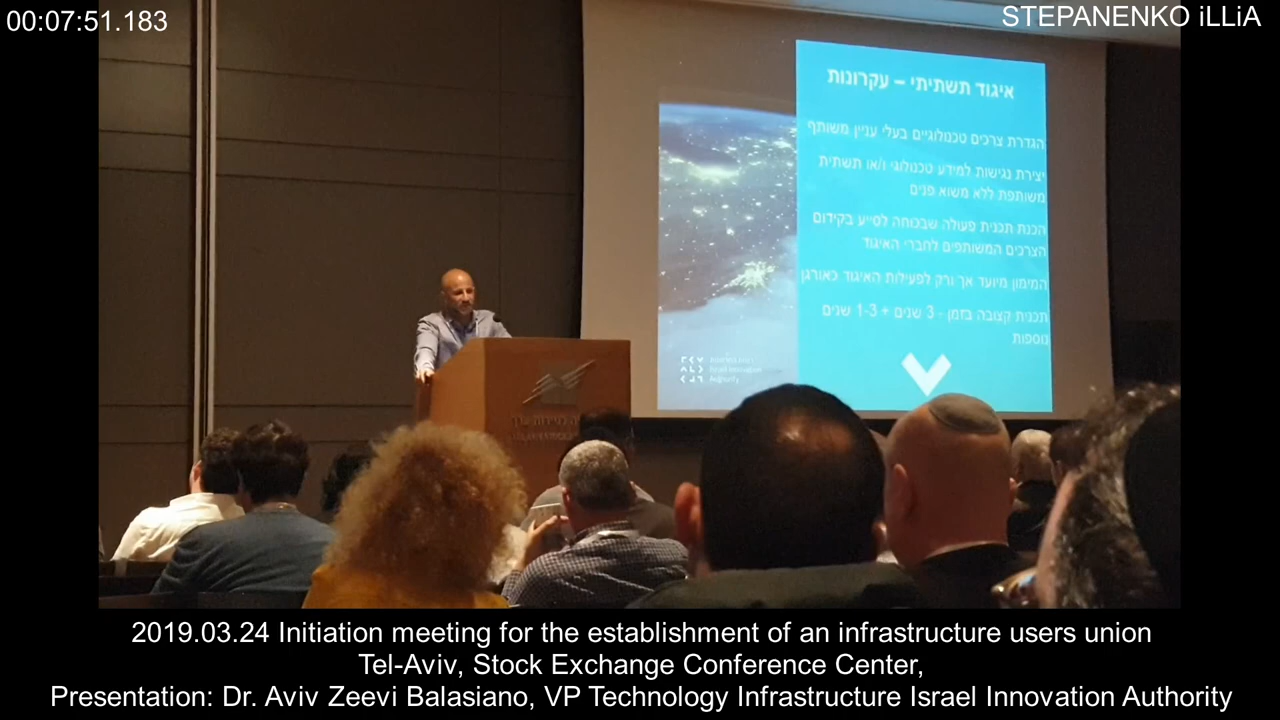 00:07:51.183
STEPANENKO iLLiA
איגוד תשתיתי – עקרונות
הגדרת צרכים טכנולוגיים בעלי עניין משותף
יצירת נגישות למידע טכנולוגי ו/או תשתית
משותפת ללא משוא פנים
הכנת תכנית פעולה שבכוחה לסייע בקידום
הצרכים המשותפים לחברי האיגוד
המימון מיועד אך ורק לפעילות האיגוד כאורגן
תכנית קצובה בזמן - 3 שנים + 1-3 שנים
נוספות
2019.03.24 Initiation meeting for the establishment of an infrastructure users union
Tel-Aviv, Stock Exchange Conference Center,
Presentation: Dr. Aviv Zeevi Balasiano, VP Technology Infrastructure Israel Innovation Authority